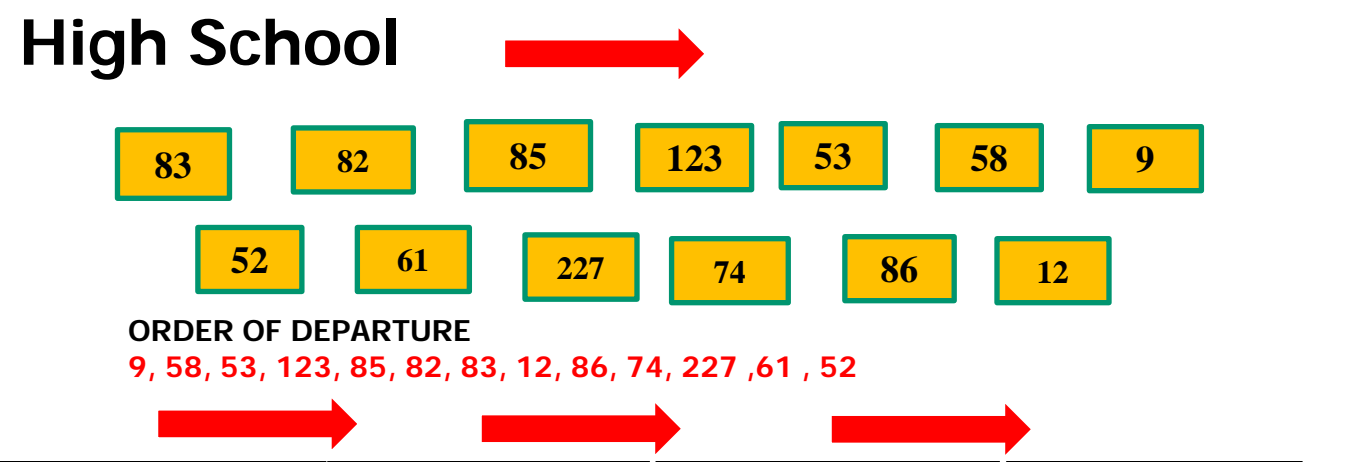 High School
83 82 85 123 53 58 9
52 61 227 74 86 12
ORDER OF DEPARTURE
9, 58, 53, 123, 85, 82, 83, 12, 86, 74, 227 ,61 , 52